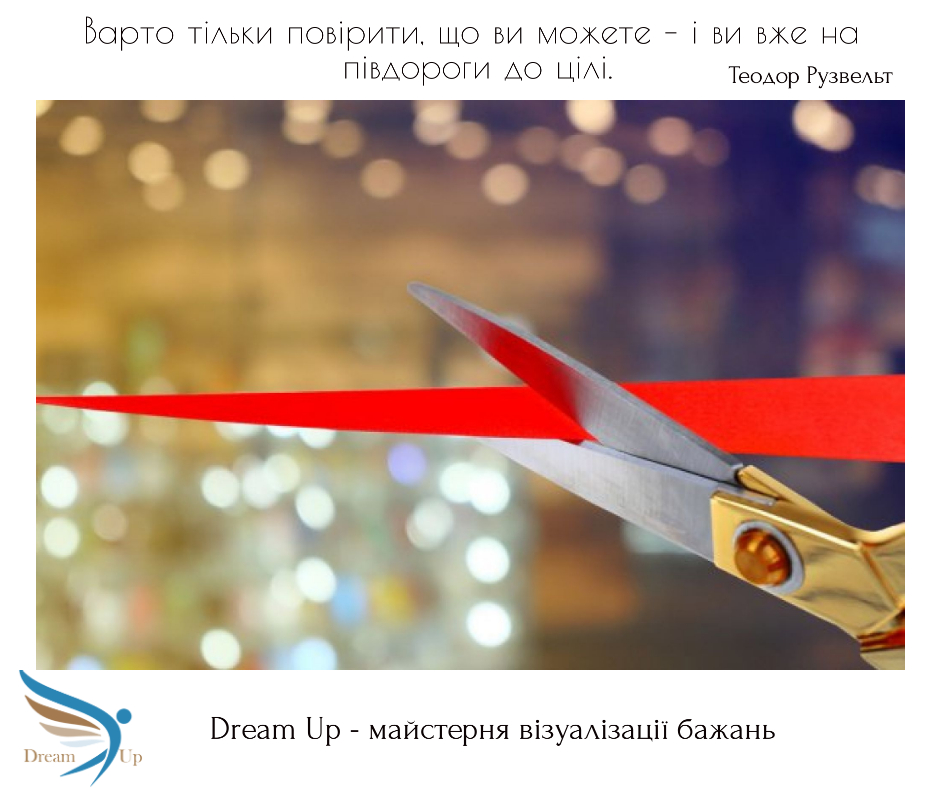 Варто тільки повірити, що ви можете – і ви вже на
півдороги до цілі.
Теодор Рузвельт
Dream Up
Dream Up - майстерня візуалізації бажань